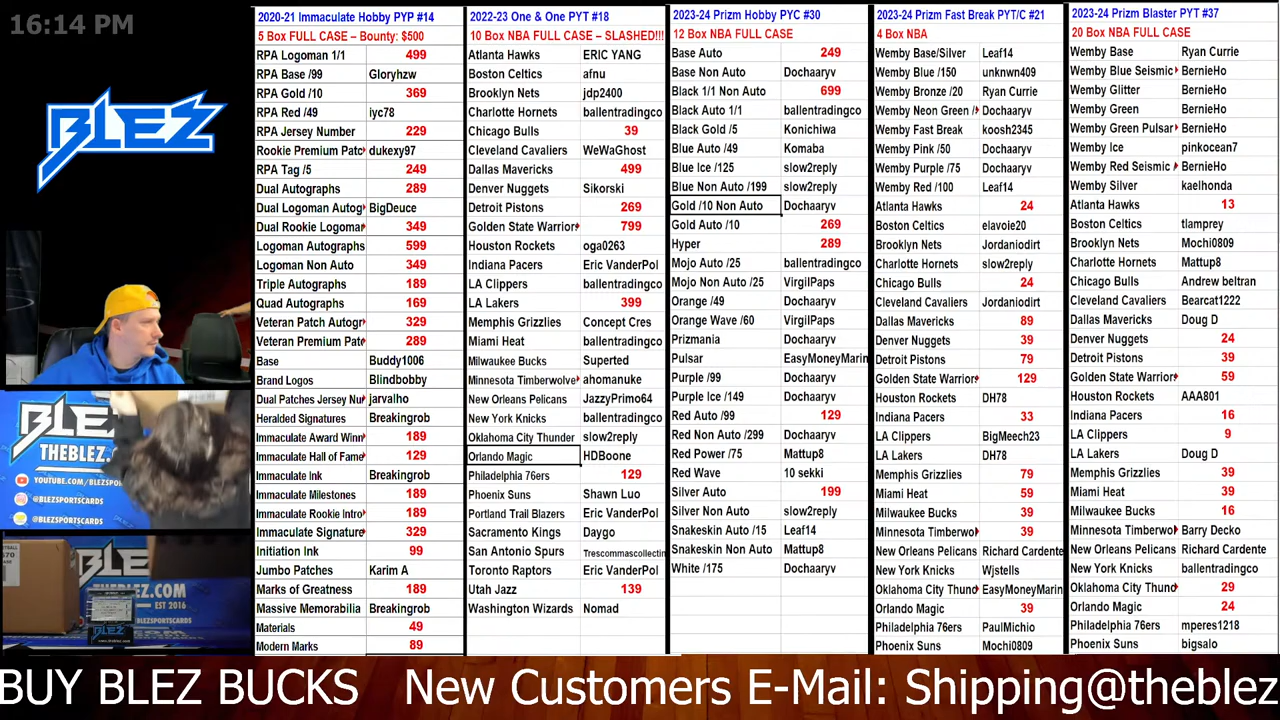 16:14 PM
BLEZ
BLEZ
THEBLEZ.
YOUTUBE.COM/
@BLEZSPORTSCARDS
@BLEZSPORTSCARDS
.COM
EST 2016
BLEZ
2020-21 Immaculate Hobby PYP #14
5 Box FULL CASE – Bounty: $500
RPA Logoman 1/1 499
RPA Base /99 Gloryhzw
RPA Gold /10 369
RPA Red /49 iyc78
RPA Jersey Number 229
Rookie Premium Patc dukexy97
RPA Tag /5 249
Dual Autographs 289
Dual Logoman Autog BigDeuce
Dual Rookie Logoma 349
Logoman Autographs 599
Logoman Non Auto 349
Triple Autographs 189
Quad Autographs 169
Veteran Patch Autogr 329
Veteran Premium Pate 289
Base Buddy1006
Brand Logos Blindbobby
Dual Patches Jersey Nu jarvalho
Heralded Signatures Breakingrob
Immaculate Award Winn 189
Immaculate Hall of Fame 129
Immaculate Ink Breakingrob
Immaculate Milestones 189
Immaculate Rookie Intro 189
Immaculate Signature 329
Initiation Ink 99
Jumbo Patches Karim A
Marks of Greatness 189
Massive Memorabilia Breakingrob
Materials 49
Modern Marks 89
2022-23 One & One PYT #18
10 Box NBA FULL CASE – SLASHED!!!
Atlanta Hawks ERIC YANG
Boston Celtics afnu
Brooklyn Nets jdp2400
Charlotte Hornets ballentradingco
Chicago Bulls 39
Cleveland Cavaliers WeWaGhost
Dallas Mavericks 499
Denver Nuggets Sikorski
Detroit Pistons 269
Golden State Warrior 799
Houston Rockets oga0263
Indiana Pacers Eric VanderPol
LA Clippers ballentradingco
LA Lakers 399
Memphis Grizzlies Concept Cres
Miami Heat ballentradingco
Milwaukee Bucks Superted
Minnesota Timberwolve ahomanuke
New Orleans Pelicans JazzyPrimo64
New York Knicks ballentradingco
Oklahoma City Thunder slow2reply
Orlando Magic HDBoone
Philadelphia 76ers 129
Phoenix Suns Shawn Luo
Portland Trail Blazers Eric VanderPol
Sacramento Kings Daygo
San Antonio Spurs Trescommascollectin
Toronto Raptors Eric VanderPol
Utah Jazz 139
Washington Wizards Nomad
2023-24 Prizm Hobby PYC #30
12 Box NBA FULL CASE
Base Auto 249
Base Non Auto Dochaaryv
Black 1/1 Non Auto 699
Black Auto 1/1 ballentradingco
Black Gold /5 Konichiwa
Blue Auto /49 Komaba
Blue Ice /125 slow2reply
Blue Non Auto /199 slow2reply
Gold /10 Non Auto Dochaaryv
Gold Auto /10 269
Hyper 289
Mojo Auto /25 ballentradingco
Mojo Non Auto /25 VirgilPaps
Orange /49 Dochaaryv
Orange Wave /60 VirgilPaps
Prizmania Dochaaryv
Pulsar EasyMoneyMarin
Purple /99 Dochaaryv
Purple Ice /149 Dochaaryv
Red Auto /99 129
Red Non Auto /299 Dochaaryv
Red Power /75 Mattup8
Red Wave 10 sekki
Silver Auto 199
Silver Non Auto slow2reply
Snakeskin Auto /15 Leaf14
Snakeskin Non Auto Mattup8
White /175 Dochaaryv
2023-24 Prizm Fast Break PYT/C #21
4 Box NBA
Wemby Base/Silver Leaf14
Wemby Blue /150 unknwn409
Wemby Bronze /20 Ryan Currie
Wemby Neon Green / Dochaaryv
Wemby Fast Break koosh2345
Wemby Pink /50 Dochaaryv
Wemby Purple /75 Dochaaryv
Wemby Red /100 Leaf14
Atlanta Hawks 24
Boston Celtics elavoie20
Brooklyn Nets Jordaniodirt
Charlotte Hornets slow2reply
Chicago Bulls 24
Cleveland Cavaliers Jordaniodirt
Dallas Mavericks 89
Denver Nuggets 39
Detroit Pistons 79
Golden State Warrior 129
Houston Rockets DH78
Indiana Pacers 33
LA Clippers BigMeech23
LA Lakers DH78
Memphis Grizzlies 79
Miami Heat 59
Milwaukee Bucks 39
Minnesota Timberwo 39
New Orleans Pelicans Richard Cardente
New York Knicks Wjstells
Oklahoma City Thun EasyMoneyMarin
Orlando Magic 39
Philadelphia 76ers PaulMichio
Phoenix Suns Mochi0809
2023-24 Prizm Blaster PYT #37
20 Box NBA FULL CASE
Wemby Base Ryan Currie
Wemby Blue Seismic BernieHo
Wemby Glitter BernieHo
Wemby Green BernieHo
Wemby Green Pulsar BernieHo
Wemby Ice pinkocean7
Wemby Red Seismic BernieHo
Wemby Silver kaelhonda
Atlanta Hawks 13
Boston Celtics tlamprey
Brooklyn Nets Mochi0809
Charlotte Hornets Mattup8
Chicago Bulls Andrew beltran
Cleveland Cavaliers Bearcat1222
Dallas Mavericks Doug D
Denver Nuggets 24
Detroit Pistons 39
Golden State Warrior 59
Houston Rockets AAA801
Indiana Pacers 16
LA Clippers 9
LA Lakers Doug D
Memphis Grizzlies 39
Miami Heat 39
Milwaukee Bucks 16
Minnesota Timberwo Barry Decko
New Orleans Pelicans Richard Cardente
New York Knicks ballentradingco
Oklahoma City Thun 29
Orlando Magic 24
Philadelphia 76ers mperes1218
Phoenix Suns bigsalo
BUY BLEZ BUCKS New Customers E-Mail: Shipping@theblez